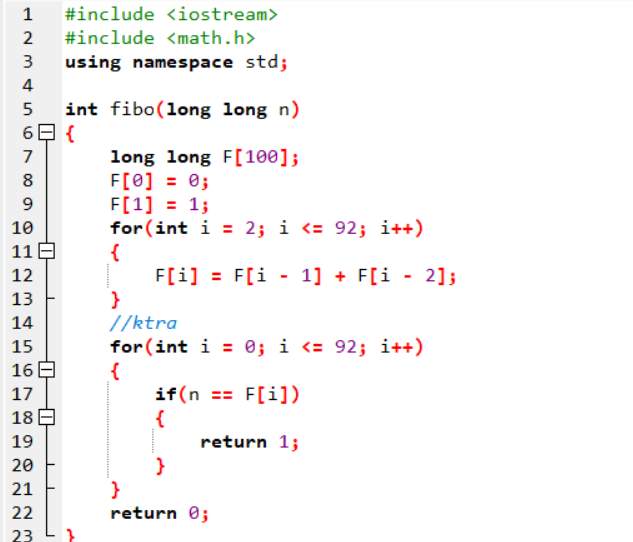 1 #include <iostream>
2 #include <math.h>
3 using namespace std;
4
5 int fibo(long long n)
6 {
7 long long F[100];
8 F[0] = 0;
9 F[1] = 1;
10 for(int i = 2; i <= 92; i++)
11 {
12 F[i] = F[i - 1] + F[i - 2];
13 }
14 //ktra
15 for(int i = 0; i <= 92; i++)
16 {
17 if(n == F[i])
18 {
19 return 1;
20 }
21 }
22 return 0;
23 }